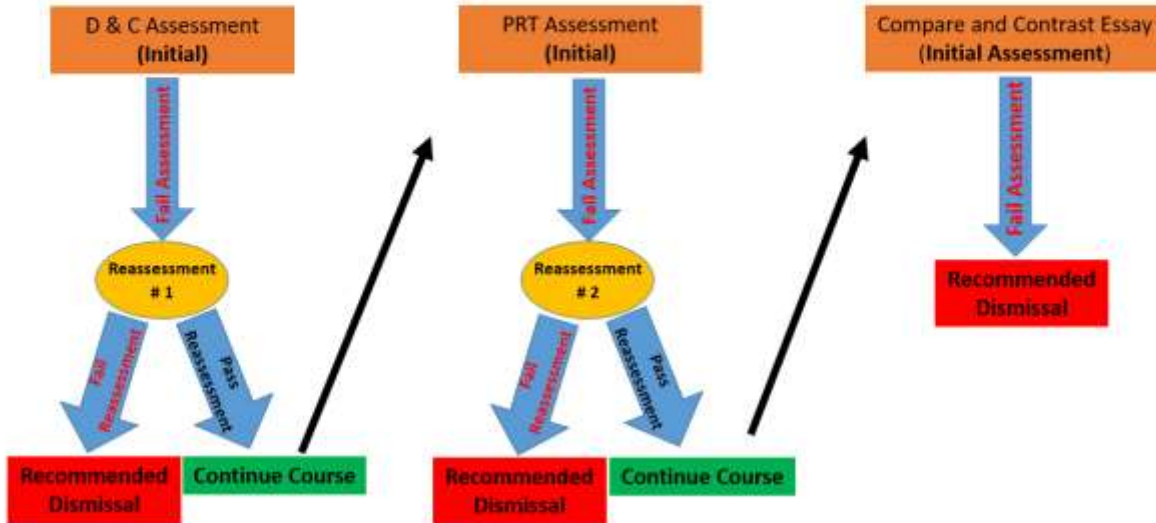 D & C Assessment
(Initial)
Fail Assessment
Reassessment
# 1
Fail
Reassessment
Pass
Reassessment
Recommended
Dismissal
Continue Course
PRT Assessment
(Initial)
Fail Assessment
Reassessment
# 2
Fail
Reassessment
Pass
Reassessment
Recommended
Dismissal
Continue Course
Compare and Contrast Essay
(Initial Assessment)
Fail Assessment
Recommended
Dismissal